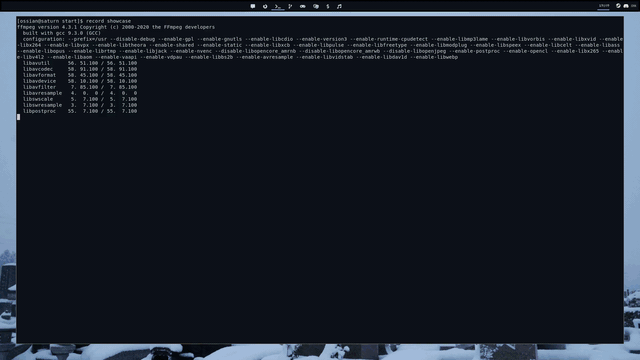 [ossian@saturn start]$ record showcase
ffmpeg version 4.3.1 Copyright (c) 2000-2020 the FFmpeg developers
built with gcc 9.3.0 (GCC)
configuration: --prefix=/usr --disable-debug --enable-gpl --enable-gnutls --enable-libcdio --enable-version3 --enable-runtime-cpudetect --enable-libmp3lame --enable-libvorbis --enable-libxvid --enable
-libx264 --enable-libvpx --enable-libtheora --enable-shared --enable-static --enable-libxcb --enable-libpulse --enable-libfreetype --enable-libmodplug --enable-libspeex --enable-libcelt --enable-libass -
-enable-libopus --enable-librtmp --enable-libjack --enable-nvenc --disable-libopencore_amrnb --disable-libopencore_amrwb --disable-libopenjpeg --enable-postproc --enable-opencl --enable-libx265 --enabl
e-libv4l2 --enable-libaom --enable-vaapi --enable-vdpau --enable-libbs2b --enable-avresample --enable-libvidstab --enable-libdav1d --enable-libwebp
libavutil 56. 51.100 / 56. 51.100
libavcodec 58. 91.100 / 58. 91.100
libavformat 58. 45.100 / 58. 45.100
libavdevice 58. 10.100 / 58. 10.100
libavfilter 7. 85.100 / 7. 85.100
libavresample 4. 0. 0 / 4. 0. 0
libswscale 5. 7.100 / 5. 7.100
libswresample 3. 7.100 / 3. 7.100
libpostproc 55. 7.100 / 55. 7.100